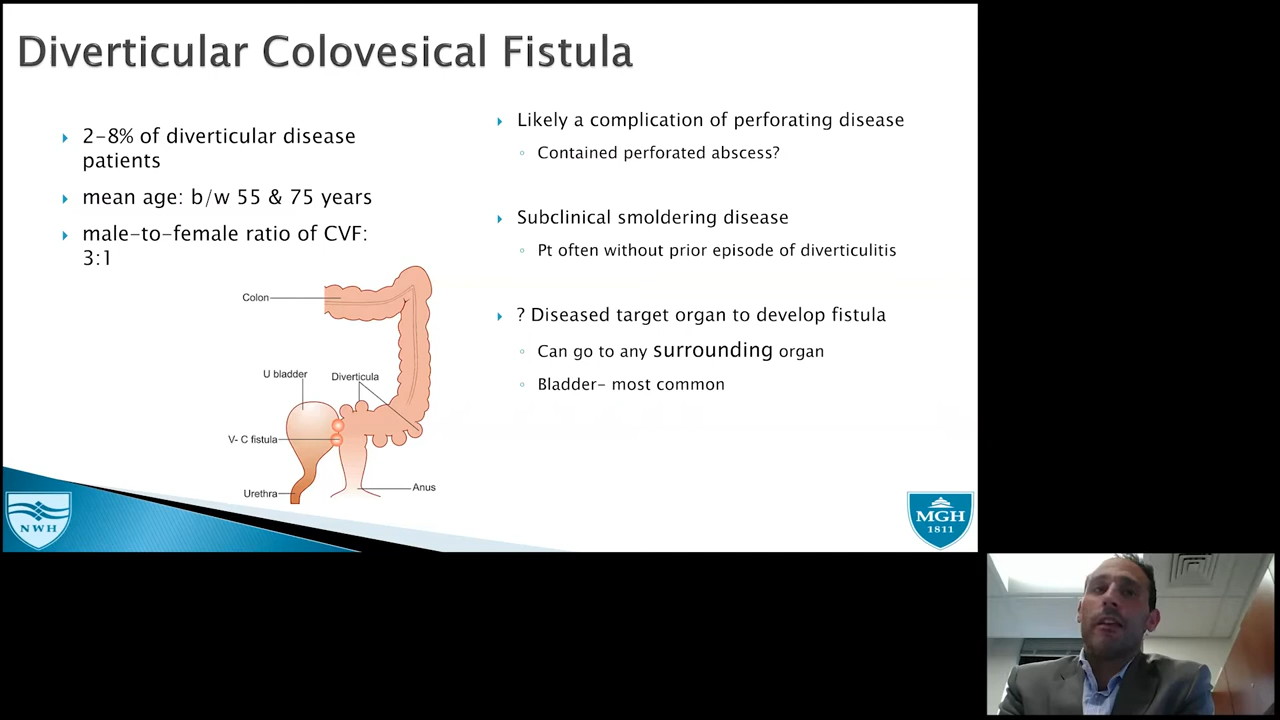 Diverticular Colovesical Fistula
2-8% of diverticular disease
patients
mean age: b/w 55 & 75 years
male-to-female ratio of CVF:
3:1
Colon
U bladder
Diverticula
V- C fistula
Urethra
Anus
Likely a complication of perforating disease
Contained perforated abscess?
Subclinical smoldering disease
Pt often without prior episode of diverticulitis
? Diseased target organ to develop fistula
Can go to any surrounding organ
Bladder- most common
NWH
MGH
1811